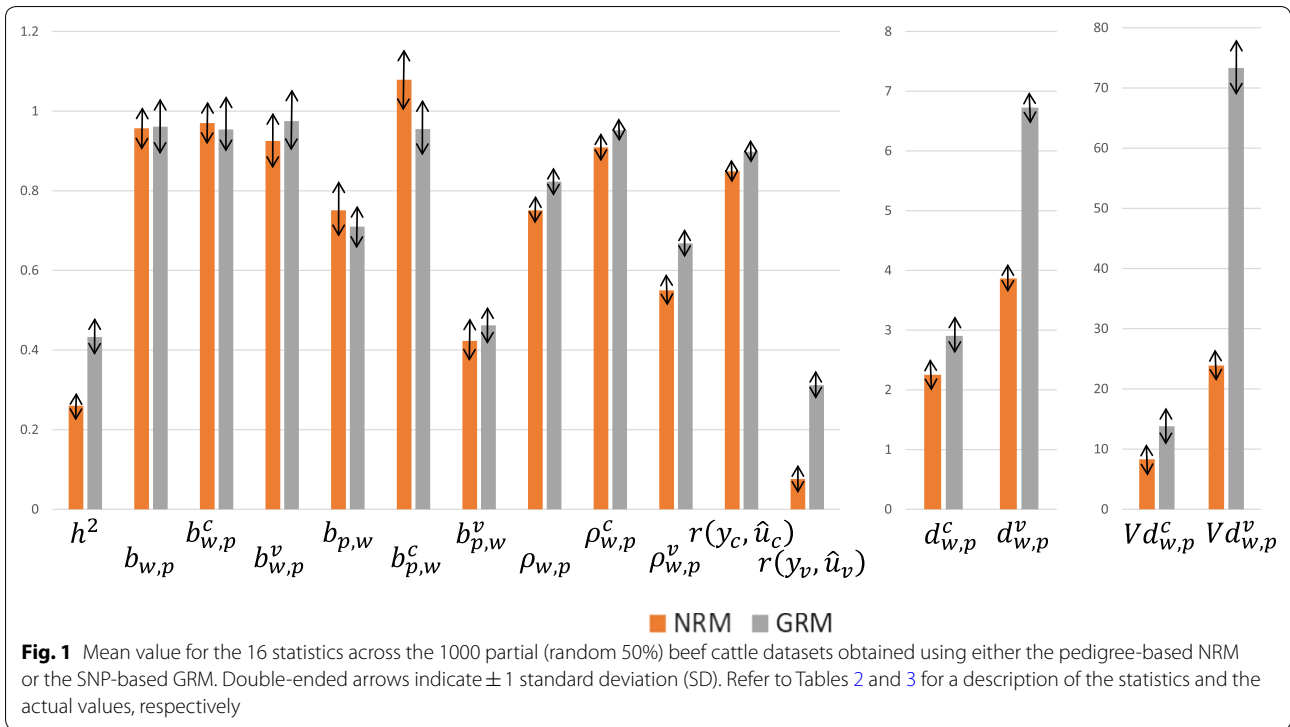 1.2
1
0.8
0.6
0.4
0.2
0
h²
b_{w,p}
b^c_{w,p}
b^v_{w,p}
b_{p,w}
b^c_{p,w}
b^v_{p,w}
ρ_{w,p}
ρ^c_{w,p}
ρ^v_{w,p}
r(y_c, û_c)
r(y_v, û_v)
8
7
6
5
4
3
2
1
0
d^c_{w,p}
d^v_{w,p}
80
70
60
50
40
30
20
10
0
Vd^c_{w,p}
Vd^v_{w,p}
NRM GRM
Fig. 1 Mean value for the 16 statistics across the 1000 partial (random 50%) beef cattle datasets obtained using either the pedigree-based NRM
or the SNP-based GRM. Double-ended arrows indicate ± 1 standard deviation (SD). Refer to Tables 2 and 3 for a description of the statistics and the
actual values, respectively